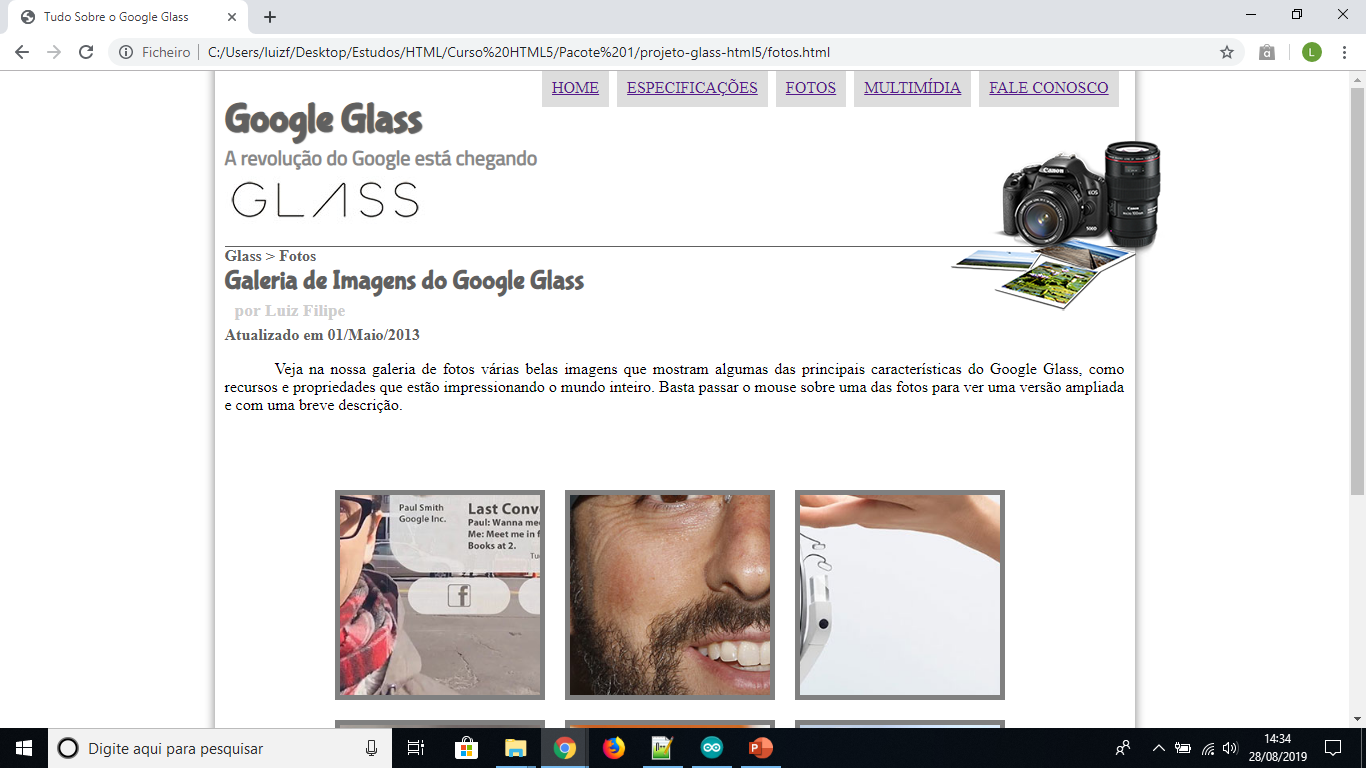 Tudo Sobre o Google Glass
Ficheiro | C:/Users/luizf/Desktop/Estudos/HTML/Curso%20HTML5/Pacote%201/projeto-glass-html5/fotos.html
L
HOME ESPECIFICAÇÕES FOTOS MULTIMÍDIA FALE CONOSCO
Google Glass
A revolução do Google está chegando
GLASS
Canon
EOS
500D
Canon
Glass > Fotos
Galeria de Imagens do Google Glass
por Luiz Filipe
Atualizado em 01/Maio/2013
Veja na nossa galeria de fotos várias belas imagens que mostram algumas das principais características do Google Glass, como
recursos e propriedades que estão impressionando o mundo inteiro. Basta passar o mouse sobre uma das fotos para ver uma versão ampliada
e com uma breve descrição.
Paul Smith
Google Inc.
Last Conv
Paul: Wanna me
Me: Meet me in f
Books at 2.
Tu
Digite aqui para pesquisar
14:34
28/08/2019